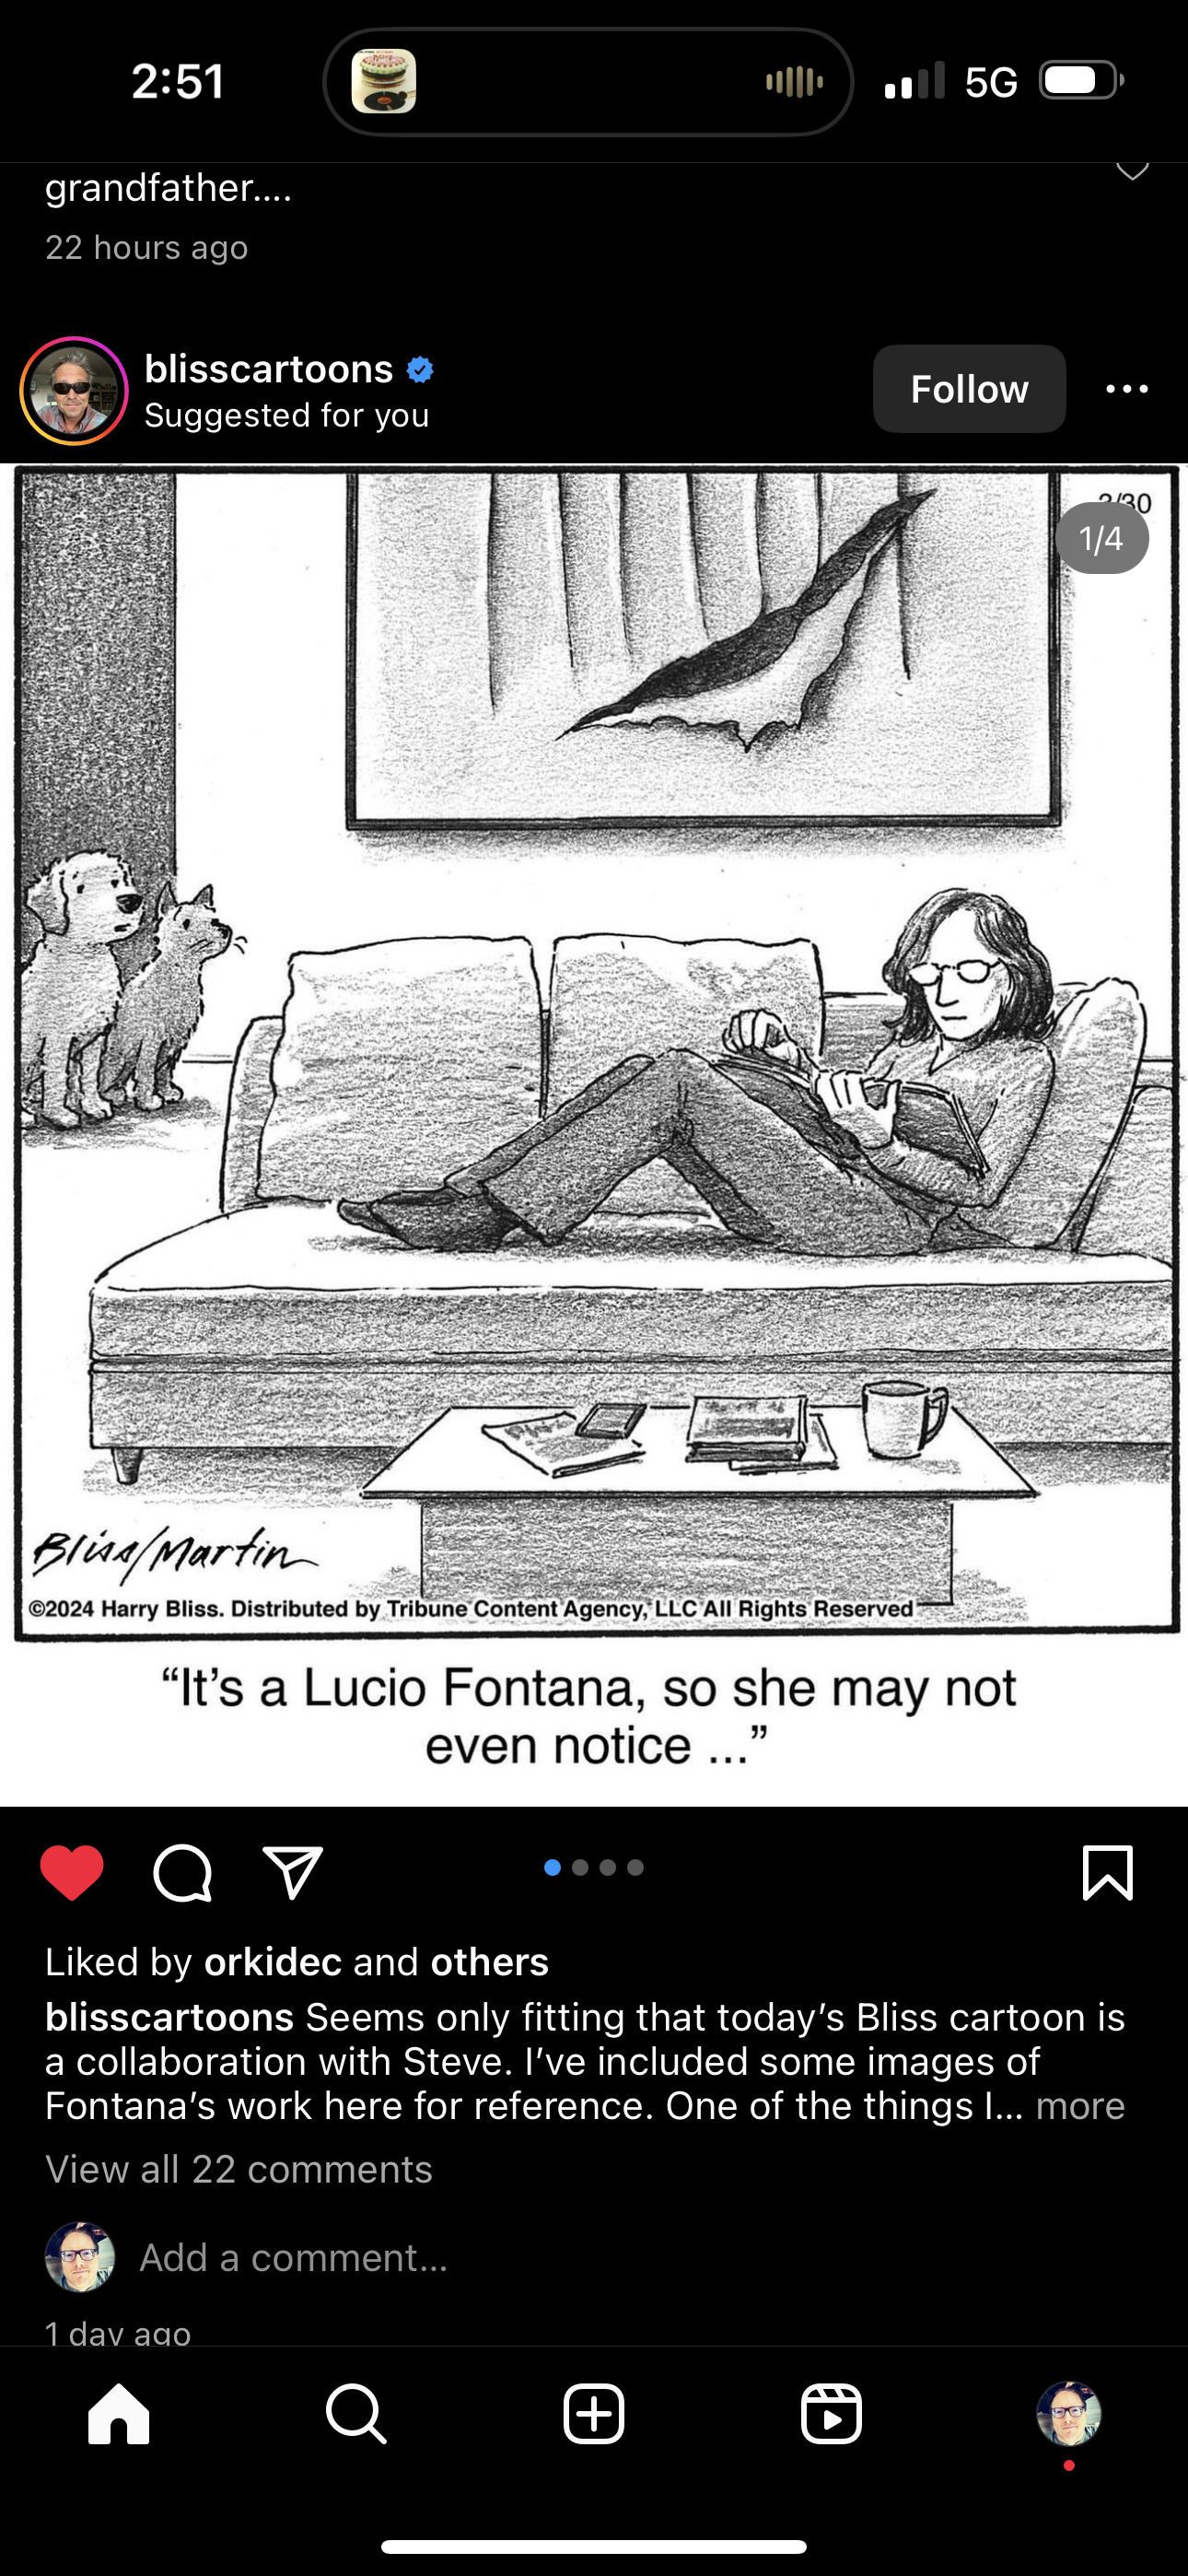 2:51
5G
grandfather....
22 hours ago
blisscartoons
Suggested for you
Follow
1/4
Bliss/Martin
©2024 Harry Bliss. Distributed by Tribune Content Agency, LLC All Rights Reserved
“It’s a Lucio Fontana, so she may not
even notice ...”
Liked by orkidec and others
blisscartoons Seems only fitting that today’s Bliss cartoon is
a collaboration with Steve. I’ve included some images of
Fontana’s work here for reference. One of the things I... more
View all 22 comments
Add a comment...
1 day ago